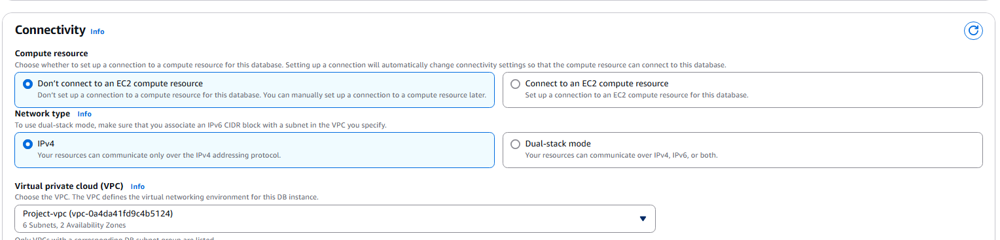 Connectivity Info
Compute resource
Choose whether to set up a connection to a compute resource for this database. Setting up a connection will automatically change connectivity settings so that the compute resource can connect to this database.
Don't connect to an EC2 compute resource
Don't set up a connection to a compute resource for this database. You can manually set up a connection to a compute resource later.
Connect to an EC2 compute resource
Set up a connection to an EC2 compute resource for this database.
Network type Info
To use dual-stack mode, make sure that you associate an IPv6 CIDR block with a subnet in the VPC you specify.
IPv4
Your resources can communicate only over the IPv4 addressing protocol.
Dual-stack mode
Your resources can communicate over IPv4, IPv6, or both.
Virtual private cloud (VPC) Info
Choose the VPC. The VPC defines the virtual networking environment for this DB instance.
Project-vpc (vpc-0a4da41fd9c4b5124)
6 Subnets, 2 Availability Zones
Only VPCs with a corresponding DB subnet group are listed.